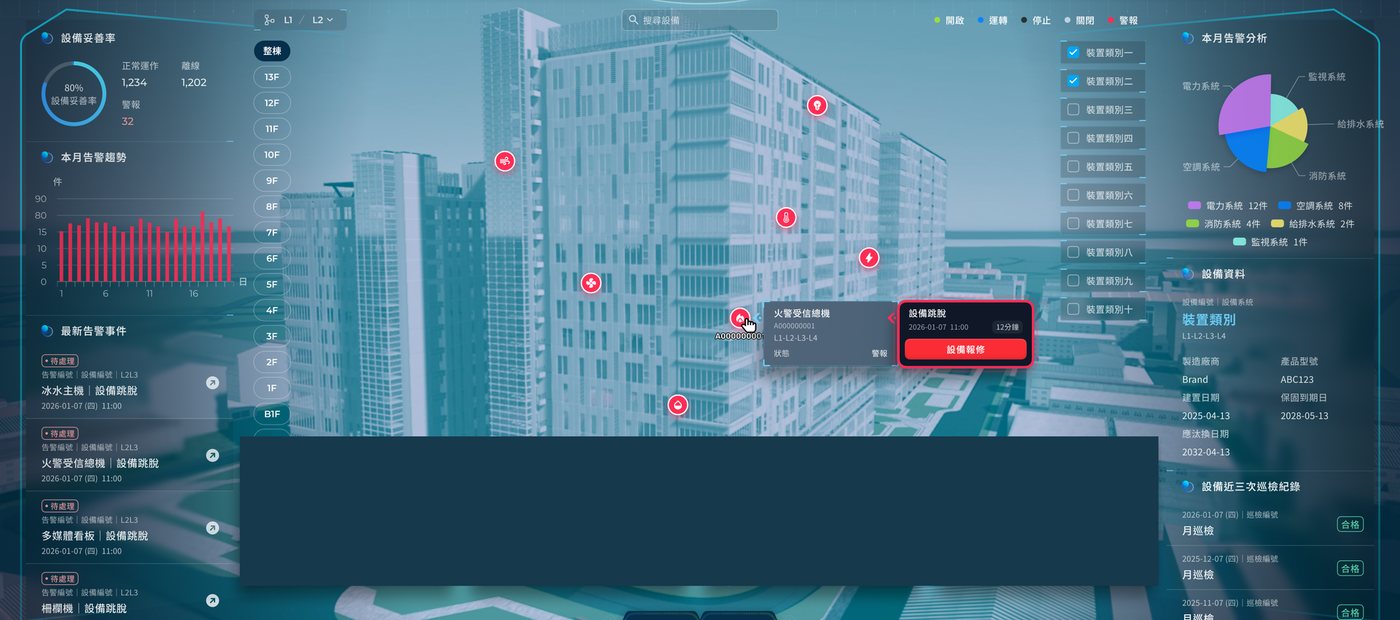 設備妥善率
80%
設備妥善率
正常運作
1,234
離線
1,202
警報
32
本月告警趨勢
件
90
80
15
10
5
0
1
6
11
16
日
最新告警事件
• 待處理
告警編號｜設備編號｜L2L3
冰水主機｜設備跳脫
2026-01-07 (四) 11:00
• 待處理
告警編號｜設備編號｜L2L3
火警受信總機｜設備跳脫
2026-01-07 (四) 11:00
• 待處理
告警編號｜設備編號｜L2L3
多媒體看板｜設備跳脫
2026-01-07 (四) 11:00
• 待處理
告警編號｜設備編號｜L2L3
柵欄機｜設備跳脫
L1 / L2
整棟
13F
12F
11F
10F
9F
8F
7F
6F
5F
4F
3F
2F
1F
B1F
搜尋設備
開啟
運轉
停止
關閉
警報
A000000001
火警受信總機
A000000001
L1-L2-L3-L4
狀態
警報
設備跳脫
2026-01-07 11:00
12分鐘
設備報修
裝置類別一
裝置類別二
裝置類別三
裝置類別四
裝置類別五
裝置類別六
裝置類別七
裝置類別八
裝置類別九
裝置類別十
本月告警分析
電力系統
監視系統
給排水系統
空調系統
消防系統
電力系統 12件
空調系統 8件
消防系統 4件
給排水系統 2件
監視系統 1件
設備資料
設備編號｜設備系統
裝置類別
L1-L2-L3-L4
製造廠商
產品型號
Brand
ABC123
建置日期
保固到期日
2025-04-13
2028-05-13
應汰換日期
2032-04-13
設備近三次巡檢紀錄
2026-01-07 (四)｜巡檢編號
月巡檢
合格
2025-12-07 (四)｜巡檢編號
月巡檢
合格
2025-11-07 (四)｜巡檢編號
月巡檢
合格